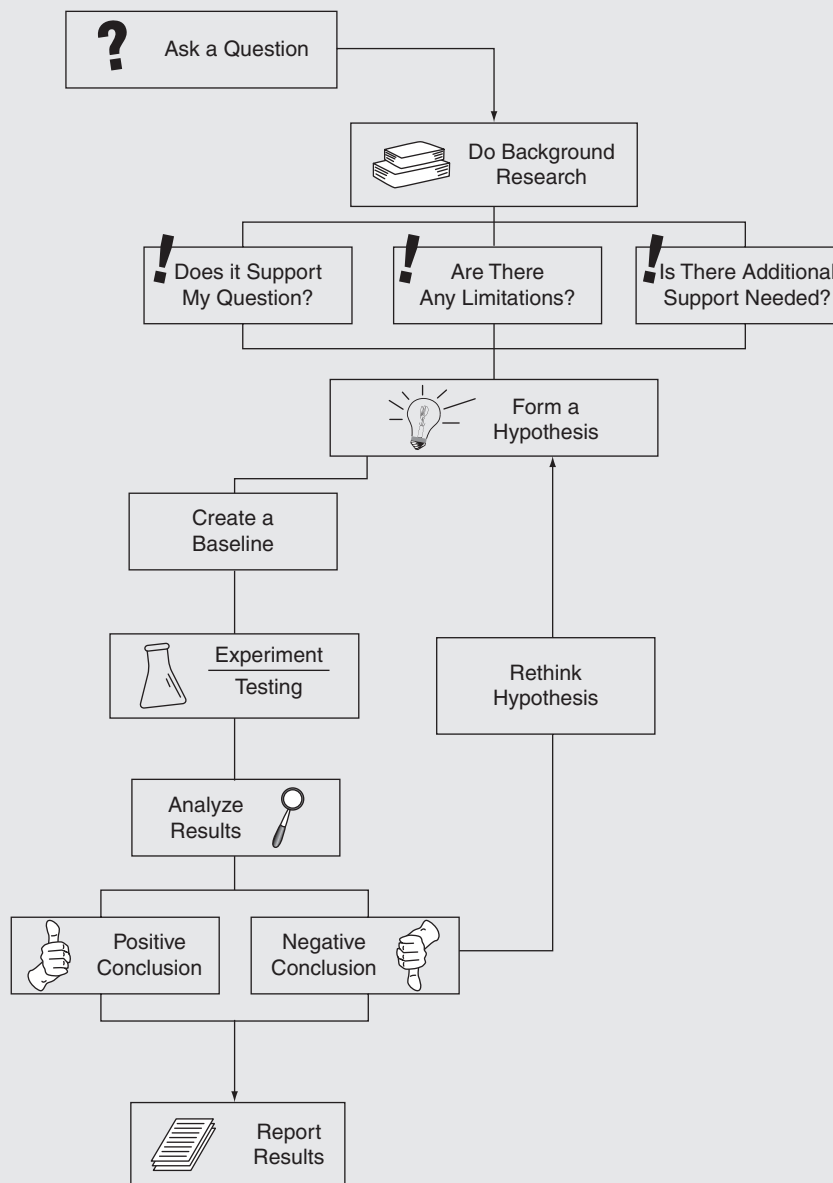 Ask a Question
Do Background
Research
Does it Support
My Question?
Are There
Any Limitations?
Is There Additional
Support Needed?
Form a
Hypothesis
Create a
Baseline
Experiment
Testing
Rethink
Hypothesis
Analyze
Results
Positive
Conclusion
Negative
Conclusion
Report
Results